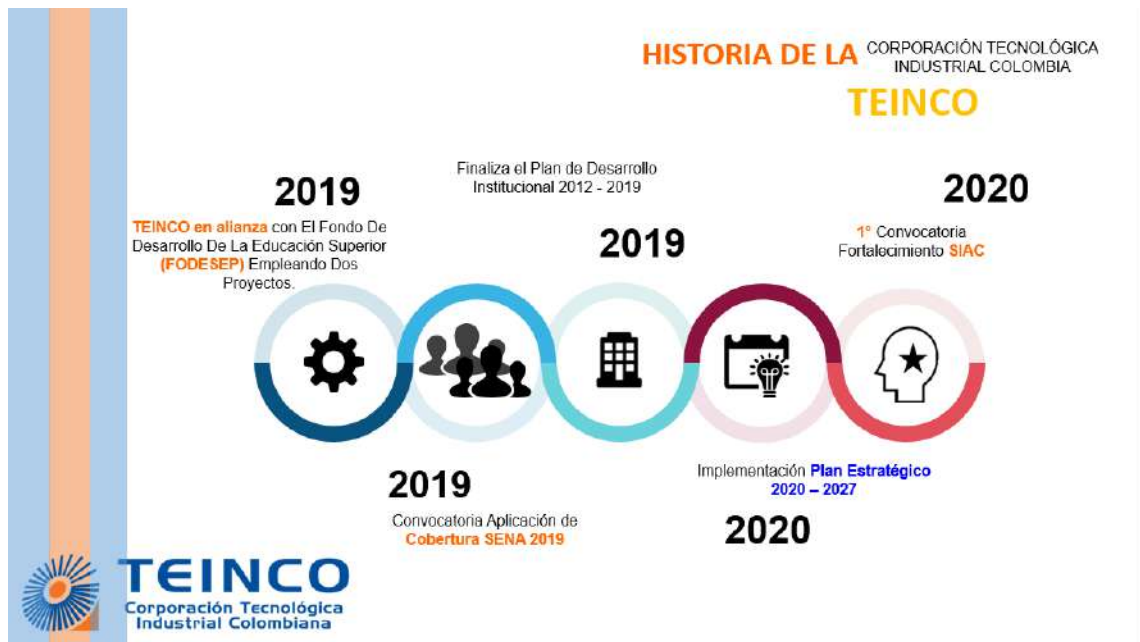 HISTORIA DE LA CORPORACIÓN TECNOLÓGICA
INDUSTRIAL COLOMBIA
TEINCO
2019
TEINCO en alianza con El Fondo De
Desarrollo De La Educación Superior
(FODESEP) Empleando Dos
Proyectos.
2019
Convocatoria Aplicación de
Cobertura SENA 2019
Finaliza el Plan de Desarrollo
Institucional 2012 - 2019
2019
Implementación Plan Estratégico
2020 – 2027
2020
2020
1° Convocatoria
Fortalecimiento SIAC
TEINCO
Corporación Tecnológica
Industrial Colombiana